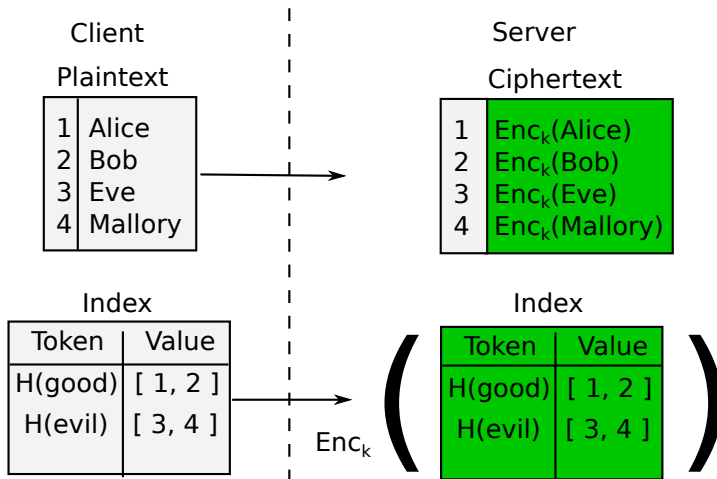 Client
Server
Plaintext
Ciphertext
1 Alice
2 Bob
3 Eve
4 Mallory
1 Enck(Alice)
2 Enck(Bob)
3 Enck(Eve)
4 Enck(Mallory)
Index
Token Value
H(good) [ 1, 2 ]
H(evil) [ 3, 4 ]
Enck
Index
( Token Value )
H(good) [ 1, 2 ]
H(evil) [ 3, 4 ]